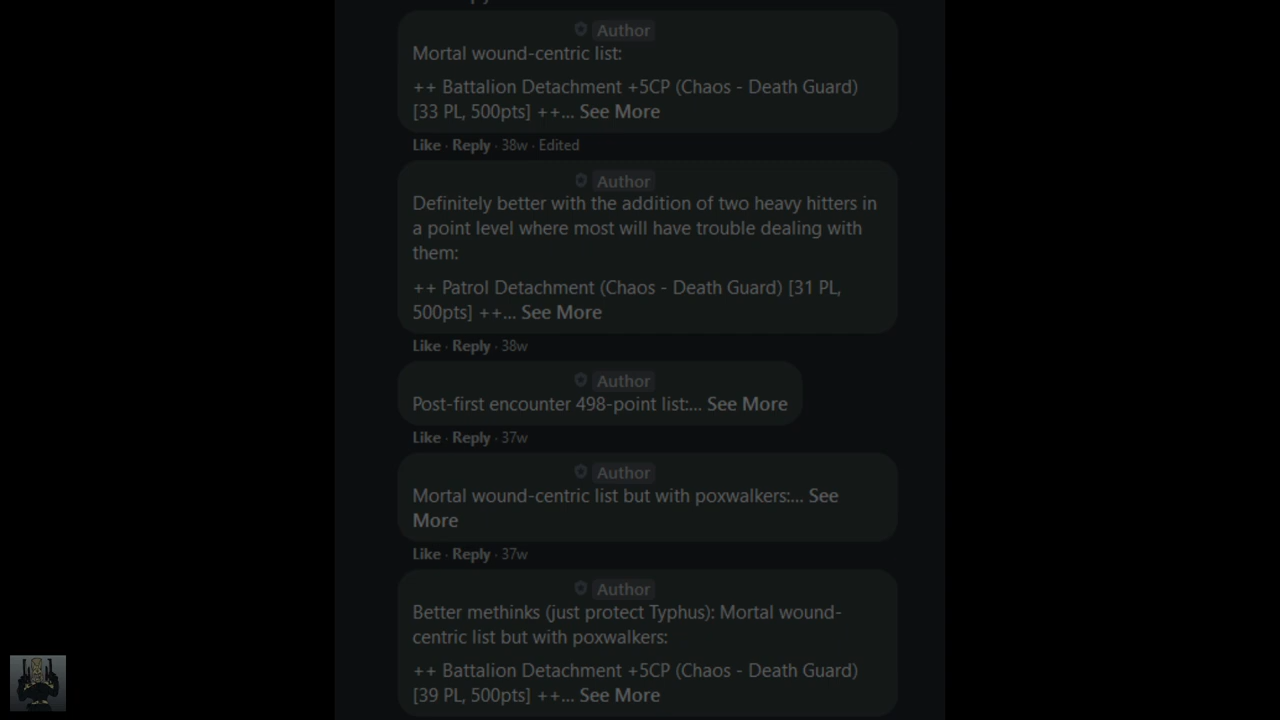 Author
Mortal wound-centric list:
++ Battalion Detachment +5CP (Chaos - Death Guard)
[33 PL, 500pts] ++... See More
Like · Reply · 38w · Edited
Author
Definitely better with the addition of two heavy hitters in
a point level where most will have trouble dealing with
them:
++ Patrol Detachment (Chaos - Death Guard) [31 PL,
500pts] ++... See More
Like · Reply · 38w
Author
Post-first encounter 498-point list:... See More
Like · Reply · 37w
Author
Mortal wound-centric list but with poxwalkers:... See
More
Like · Reply · 37w
Author
Better methinks (just protect Typhus): Mortal wound-
centric list but with poxwalkers:
++ Battalion Detachment +5CP (Chaos - Death Guard)
[39 PL, 500pts] ++... See More